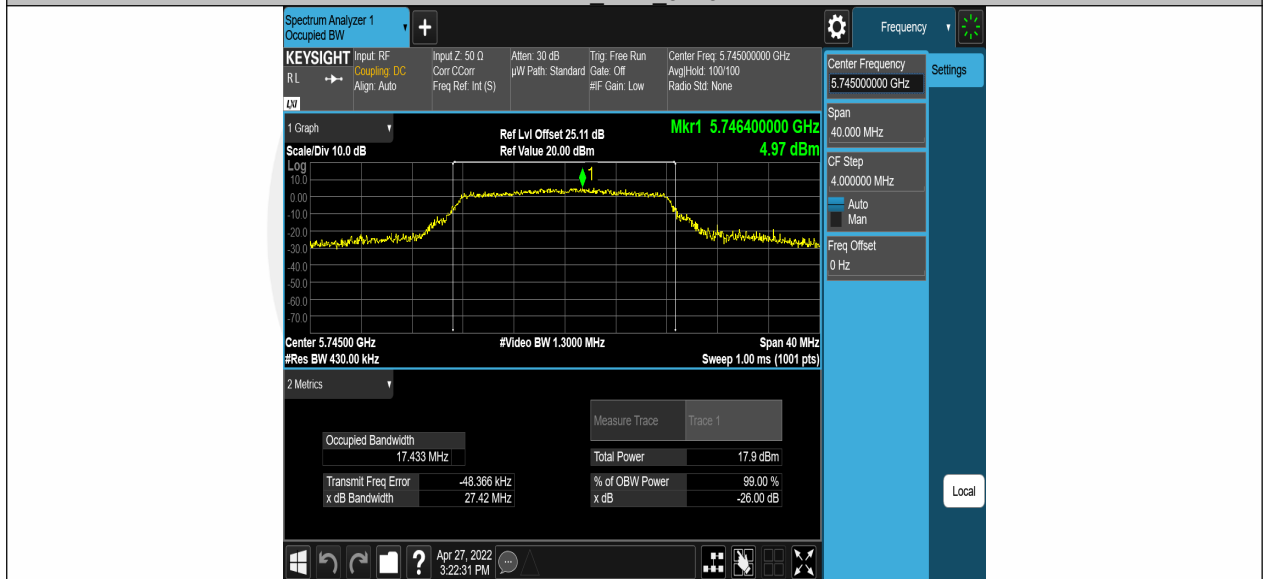 Spectrum Analyzer 1
Occupied BW
+
Frequency
KEYSIGHT
RL
LXI
Input: RF
Coupling: DC
Align: Auto
Input Z: 50 Ω
Corr CCorr
Freq Ref: Int (S)
Atten: 30 dB
µW Path: Standard
Trig: Free Run
Gate: Off
#IF Gain: Low
Center Freq: 5.745000000 GHz
Avg|Hold: 100/100
Radio Std: None
Center Frequency
5.745000000 GHz
Settings
Span
40.000 MHz
CF Step
4.000000 MHz
Auto
Man
Freq Offset
0 Hz
Local
1 Graph
Scale/Div 10.0 dB
Ref Lvl Offset 25.11 dB
Ref Value 20.00 dBm
Mkr1 5.746400000 GHz
4.97 dBm
Log
10.0
0.00
-10.0
-20.0
-30.0
-40.0
-50.0
-60.0
-70.0
1
Center 5.74500 GHz
#Video BW 1.3000 MHz
Span 40 MHz
#Res BW 430.00 kHz
Sweep 1.00 ms (1001 pts)
2 Metrics
Measure Trace Trace 1
Occupied Bandwidth
17.433 MHz
Total Power 17.9 dBm
Transmit Freq Error -48.366 kHz
% of OBW Power 99.00 %
x dB Bandwidth 27.42 MHz
x dB -26.00 dB
?
Apr 27, 2022
3:22:31 PM